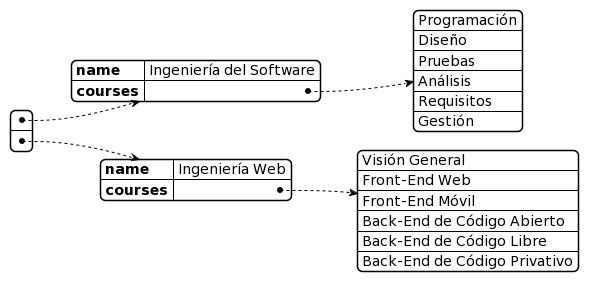 name Ingeniería del Software
courses
Programación
Diseño
Pruebas
Análisis
Requisitos
Gestión
name Ingeniería Web
courses
Visión General
Front-End Web
Front-End Móvil
Back-End de Código Abierto
Back-End de Código Libre
Back-End de Código Privativo